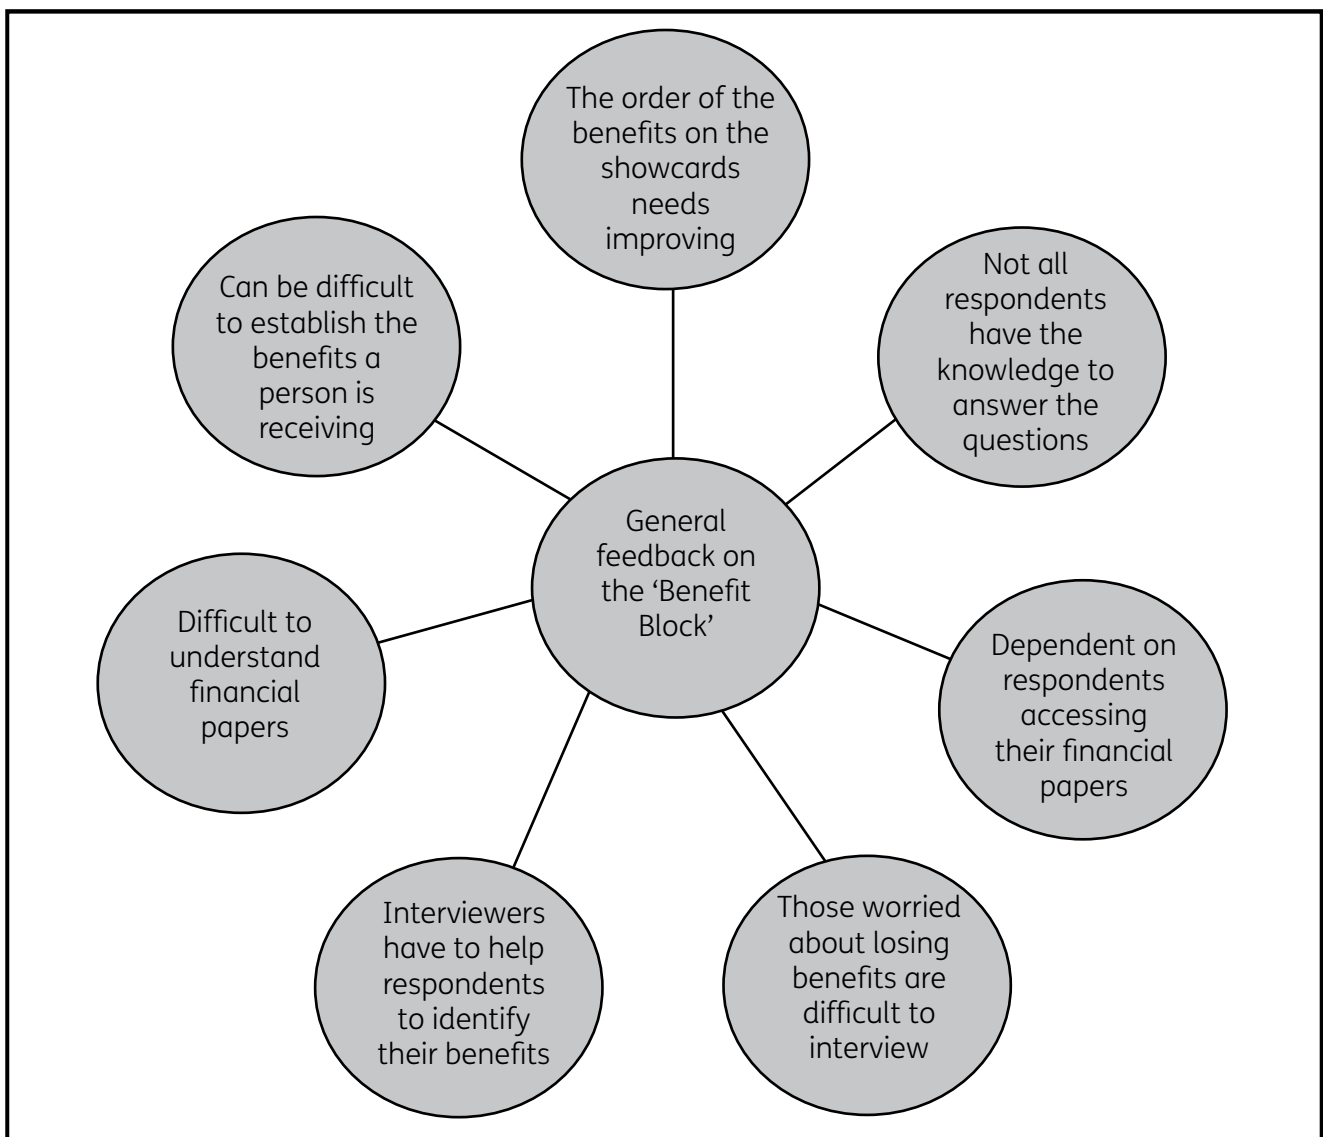 The order of the
benefits on the
showcards
needs
improving
Not all
respondents
have the
knowledge to
answer the
questions
Can be difficult
to establish the
benefits a
person is
receiving
General
feedback on
the ‘Benefit
Block’
Difficult to
understand
financial
papers
Dependent on
respondents
accessing
their financial
papers
Interviewers
have to help
respondents
to identify
their benefits
Those worried
about losing
benefits are
difficult to
interview